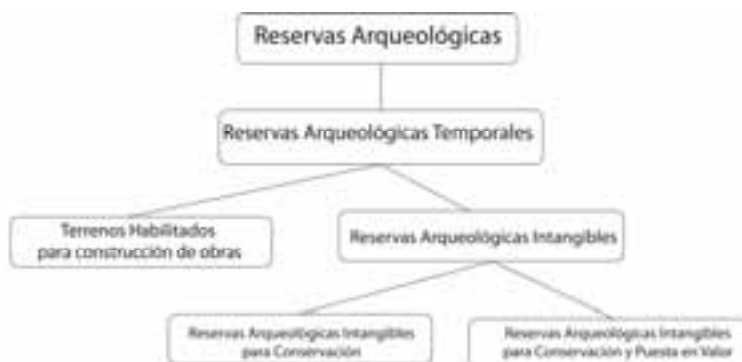 Reservas Arqueológicas
Reservas Arqueológicas Temporales
Terrenos Habilitados
para construcción de obras
Reservas Arqueológicas Intangibles
Reservas Arqueológicas Intangibles
para Conservación
Reservas Arqueológicas Intangibles
para Conservación y Puesta en Valor